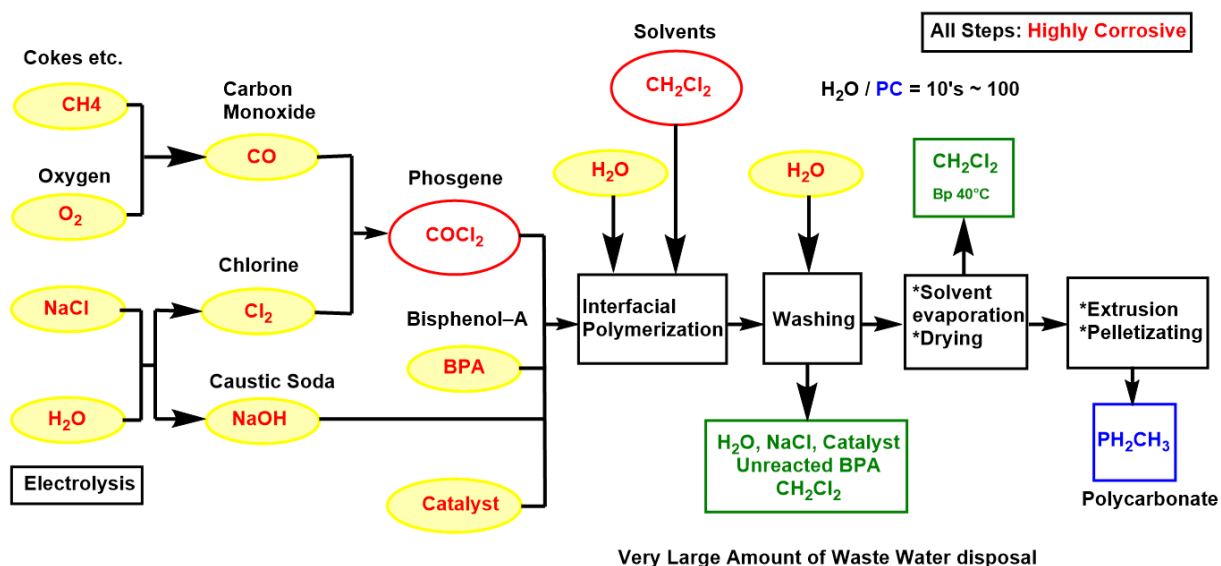 Solvents
All Steps: Highly Corrosive
Cokes etc.
CH4
Carbon
Monoxide
CO
CH₂Cl₂
H₂O / PC = 10's ~ 100
Oxygen
O₂
Phosgene
COCl₂
H₂O
H₂O
CH₂Cl₂
Bp 40°C
NaCl
Chlorine
Cl₂
Bisphenol–A
BPA
Interfacial
Polymerization
Washing
*Solvent
evaporation
*Drying
*Extrusion
*Pelletizating
H₂O
Caustic Soda
NaOH
Electrolysis
Catalyst
H₂O, NaCl, Catalyst
Unreacted BPA
CH₂Cl₂
PH₂CH₃
Polycarbonate
Very Large Amount of Waste Water disposal